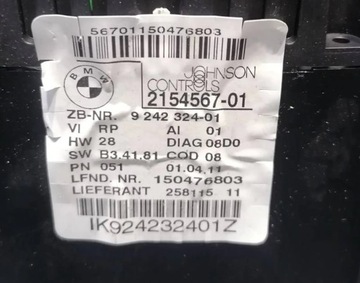 56701150476803
BMW
JOHNSON
CONTROLS
2154567-01
ZB-NR. 9 242 324-01
VI RP AI 01
HW 28 DIAG 08D0
SW B3.41.81 COD 08
PN 051 01.04.11
LFND. NR. 150476803
LIEFERANT 258115 11
IK924232401Z